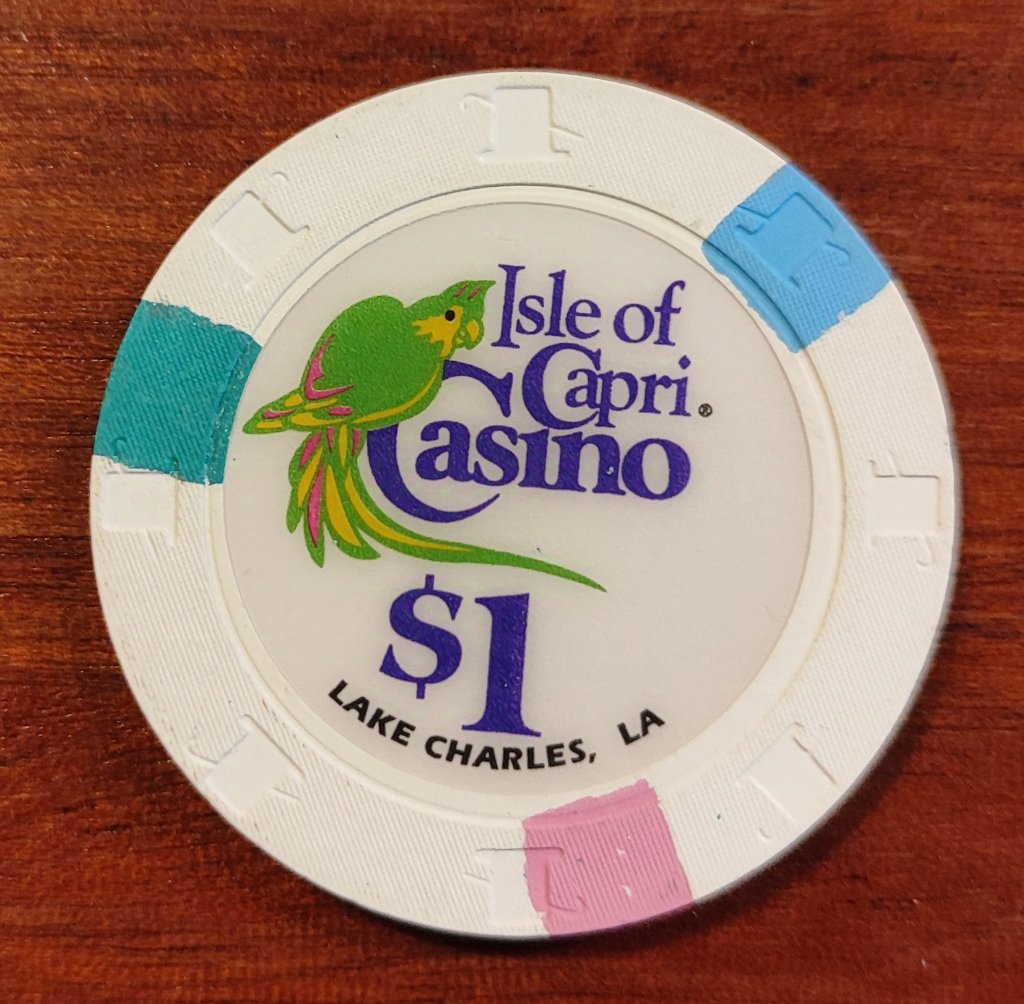 Isle of
Capri®
Casino
$1
LAKE CHARLES, LA